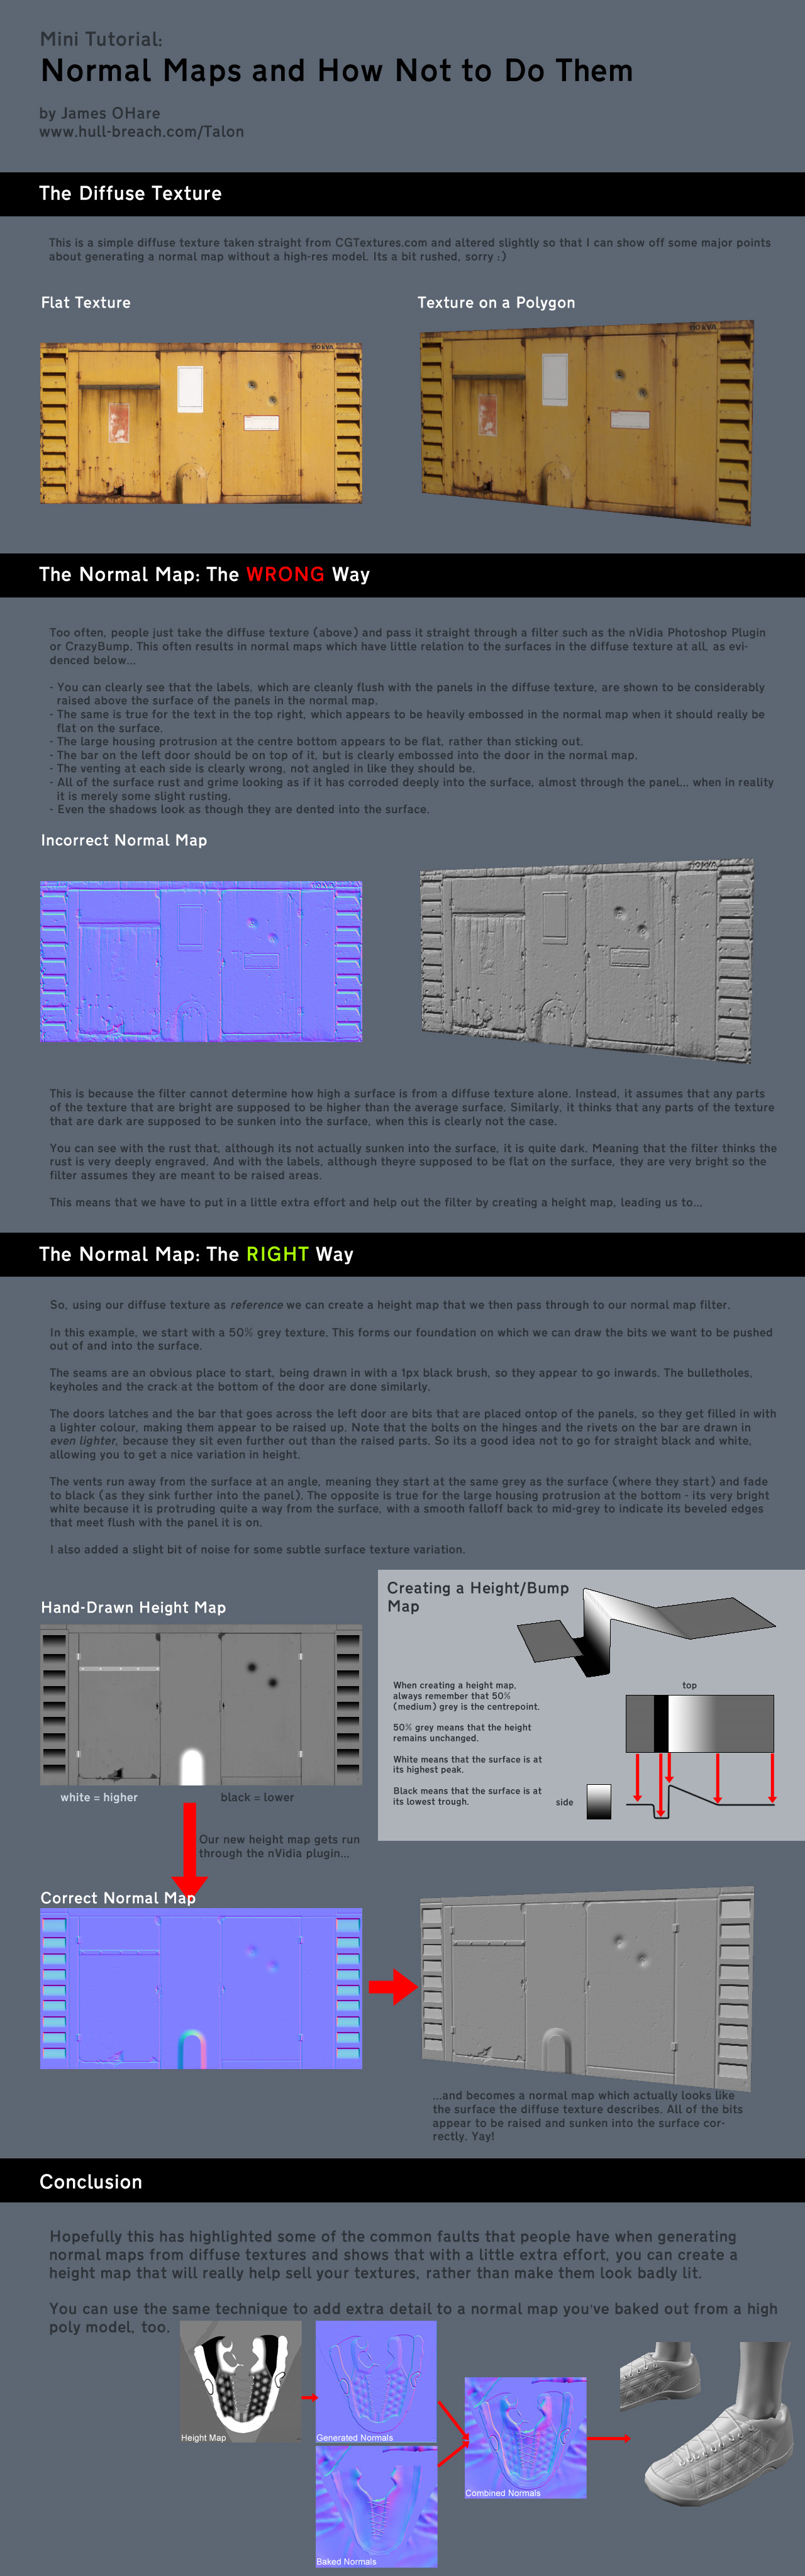 Mini Tutorial:
Normal Maps and How Not to Do Them
by James OHare
www.hull-breach.com/Talon
The Diffuse Texture
This is a simple diffuse texture taken straight from CGTextures.com and altered slightly so that I can show off some major points
about generating a normal map without a high-res model. Its a bit rushed, sorry :)
Flat Texture
Texture on a Polygon
110 kVA
110 kVA
The Normal Map: The WRONG Way
Too often, people just take the diffuse texture (above) and pass it straight through a filter such as the nVidia Photoshop Plugin
or CrazyBump. This often results in normal maps which have little relation to the surfaces in the diffuse texture at all, as evi-
denced below...
- You can clearly see that the labels, which are cleanly flush with the panels in the diffuse texture, are shown to be considerably
raised above the surface of the panels in the normal map.
- The same is true for the text in the top right, which appears to be heavily embossed in the normal map when it should really be
flat on the surface.
- The large housing protrusion at the centre bottom appears to be flat, rather than sticking out.
- The bar on the left door should be on top of it, but is clearly embossed into the door in the normal map.
- The venting at each side is clearly wrong, not angled in like they should be.
- All of the surface rust and grime looking as if it has corroded deeply into the surface, almost through the panel... when in reality
it is merely some slight rusting.
- Even the shadows look as though they are dented into the surface.
Incorrect Normal Map
110 kVA
110 kVA
This is because the filter cannot determine how high a surface is from a diffuse texture alone. Instead, it assumes that any parts
of the texture that are bright are supposed to be higher than the average surface. Similarly, it thinks that any parts of the texture
that are dark are supposed to be sunken into the surface, when this is clearly not the case.
You can see with the rust that, although its not actually sunken into the surface, it is quite dark. Meaning that the filter thinks the
rust is very deeply engraved. And with the labels, although theyre supposed to be flat on the surface, they are very bright so the
filter assumes they are meant to be raised areas.
This means that we have to put in a little extra effort and help out the filter by creating a height map, leading us to...
The Normal Map: The RIGHT Way
So, using our diffuse texture as reference we can create a height map that we then pass through to our normal map filter.
In this example, we start with a 50% grey texture. This forms our foundation on which we can draw the bits we want to be pushed
out of and into the surface.
The seams are an obvious place to start, being drawn in with a 1px black brush, so they appear to go inwards. The bulletholes,
keyholes and the crack at the bottom of the door are done similarly.
The doors latches and the bar that goes across the left door are bits that are placed ontop of the panels, so they get filled in with
a lighter colour, making them appear to be raised up. Note that the bolts on the hinges and the rivets on the bar are drawn in
even lighter, because they sit even further out than the raised parts. So its a good idea not to go for straight black and white,
allowing you to get a nice variation in height.
The vents run away from the surface at an angle, meaning they start at the same grey as the surface (where they start) and fade
to black (as they sink further into the panel). The opposite is true for the large housing protrusion at the bottom - its very bright
white because it is protruding quite a way from the surface, with a smooth falloff back to mid-grey to indicate its beveled edges
that meet flush with the panel it is on.
I also added a slight bit of noise for some subtle surface texture variation.
Hand-Drawn Height Map
white = higher
black = lower
Creating a Height/Bump
Map
When creating a height map,
always remember that 50%
(medium) grey is the centrepoint.
50% grey means that the height
remains unchanged.
White means that the surface is at
its highest peak.
Black means that the surface is at
its lowest trough.
top
side
Our new height map gets run
through the nVidia plugin...
Correct Normal Map
...and becomes a normal map which actually looks like
the surface the diffuse texture describes. All of the bits
appear to be raised and sunken into the surface cor-
rectly. Yay!
Conclusion
Hopefully this has highlighted some of the common faults that people have when generating
normal maps from diffuse textures and shows that with a little extra effort, you can create a
height map that will really help sell your textures, rather than make them look badly lit.
You can use the same technique to add extra detail to a normal map you've baked out from a high
poly model, too.
Height Map
Generated Normals
Combined Normals
Baked Normals